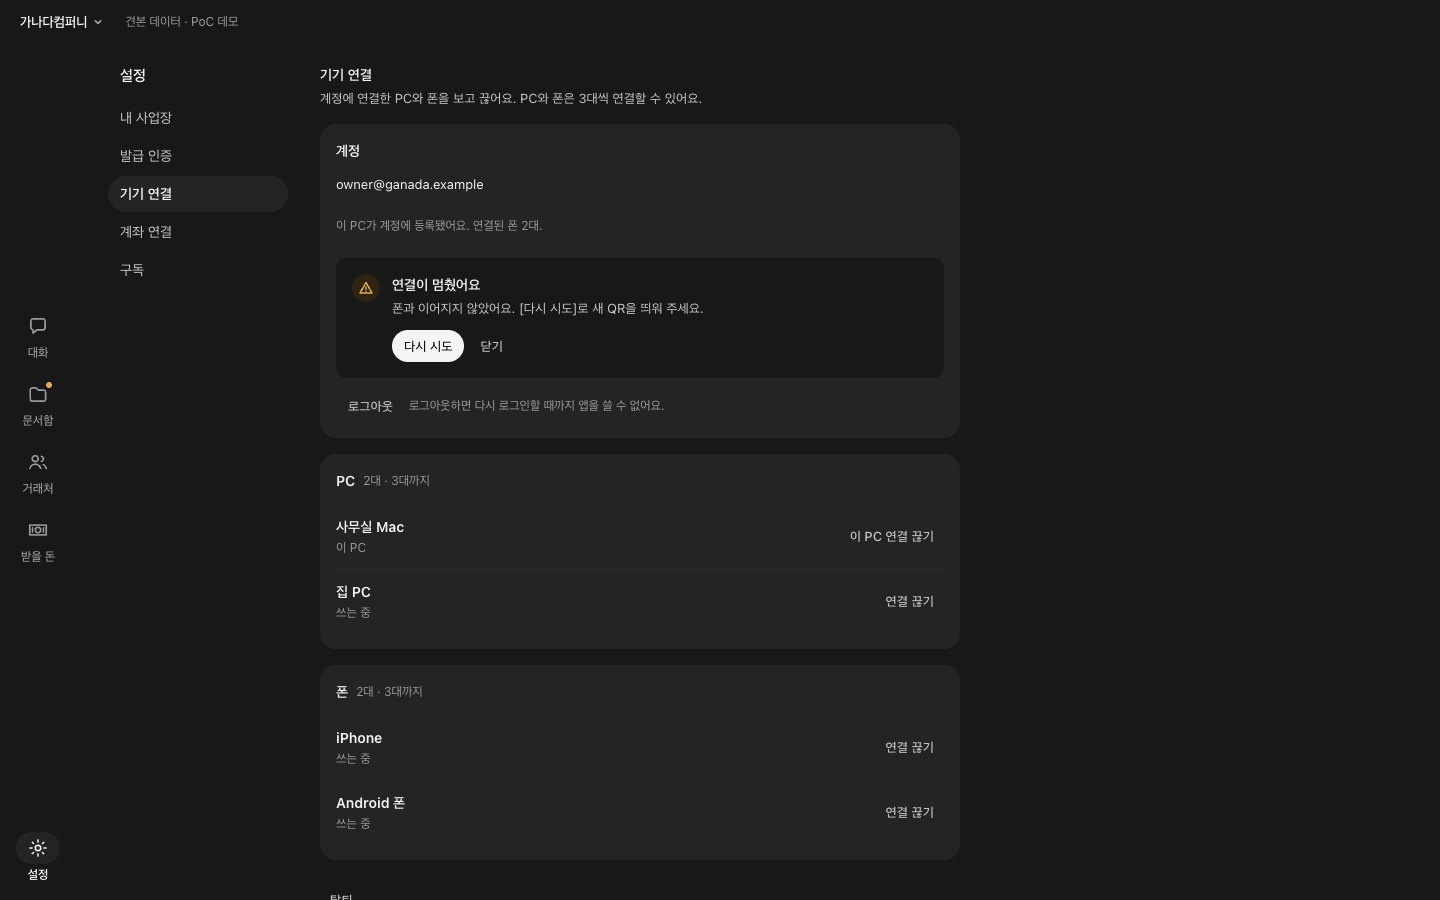 가나다컴퍼니
견본 데이터 · PoC 데모
설정
내 사업장
발급 인증
기기 연결
계좌 연결
구독
대화
문서함
거래처
받을 돈
설정
기기 연결
계정에 연결한 PC와 폰을 보고 끊어요. PC와 폰은 3대씩 연결할 수 있어요.
계정
owner@ganada.example
이 PC가 계정에 등록됐어요. 연결된 폰 2대.
연결이 멈췄어요
폰과 이어지지 않았어요. [다시 시도]로 새 QR을 띄워 주세요.
다시 시도 닫기
로그아웃 로그아웃하면 다시 로그인할 때까지 앱을 쓸 수 없어요.
PC 2대 · 3대까지
사무실 Mac
이 PC
이 PC 연결 끊기
집 PC
쓰는 중
연결 끊기
폰 2대 · 3대까지
iPhone
쓰는 중
연결 끊기
Android 폰
쓰는 중
연결 끊기